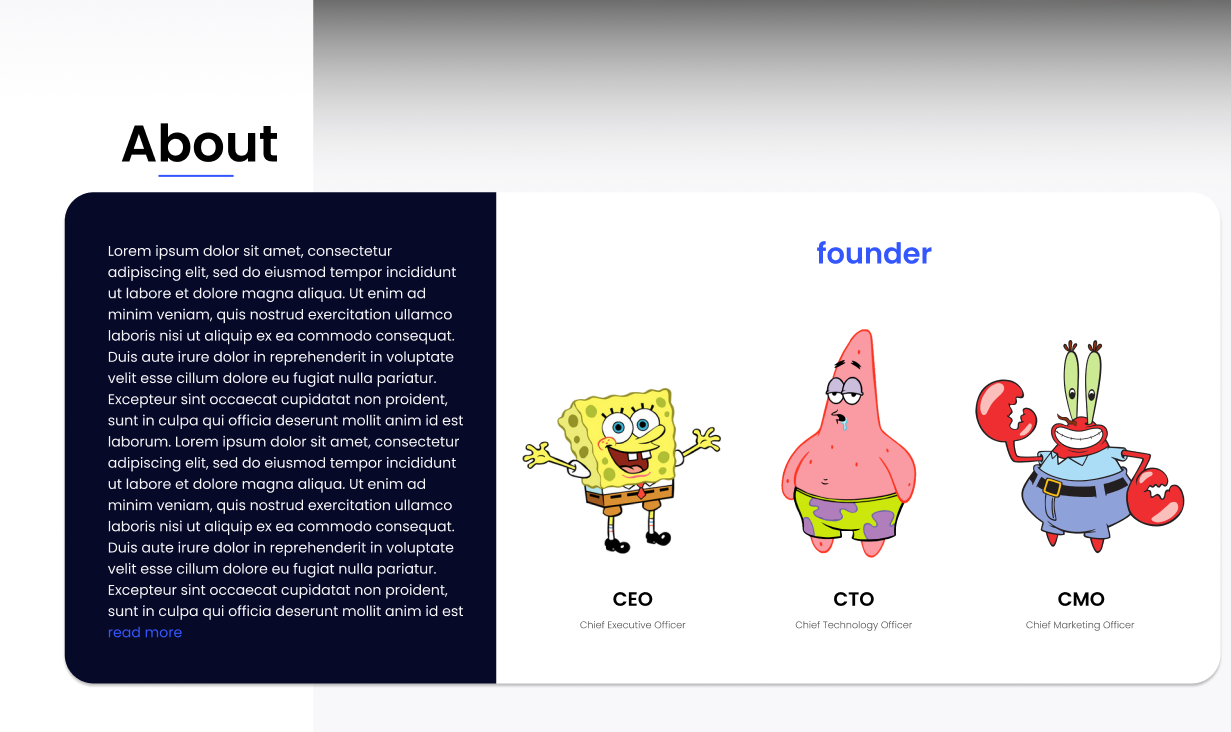 About
Lorem ipsum dolor sit amet, consectetur
adipiscing elit, sed do eiusmod tempor incididunt
ut labore et dolore magna aliqua. Ut enim ad
minim veniam, quis nostrud exercitation ullamco
laboris nisi ut aliquip ex ea commodo consequat.
Duis aute irure dolor in reprehenderit in voluptate
velit esse cillum dolore eu fugiat nulla pariatur.
Excepteur sint occaecat cupidatat non proident,
sunt in culpa qui officia deserunt mollit anim id est
laborum. Lorem ipsum dolor sit amet, consectetur
adipiscing elit, sed do eiusmod tempor incididunt
ut labore et dolore magna aliqua. Ut enim ad
minim veniam, quis nostrud exercitation ullamco
laboris nisi ut aliquip ex ea commodo consequat.
Duis aute irure dolor in reprehenderit in voluptate
velit esse cillum dolore eu fugiat nulla pariatur.
Excepteur sint occaecat cupidatat non proident,
sunt in culpa qui officia deserunt mollit anim id est
read more
founder
CEO
Chief Executive Officer
CTO
Chief Technology Officer
CMO
Chief Marketing Officer